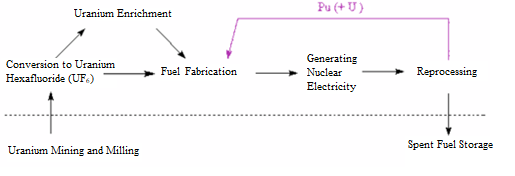 Pu (+ U)
Uranium Enrichment
Conversion to Uranium
Hexafluoride (UF₆)
Fuel Fabrication
Generating
Nuclear
Electricity
Reprocessing
Uranium Mining and Milling
Spent Fuel Storage